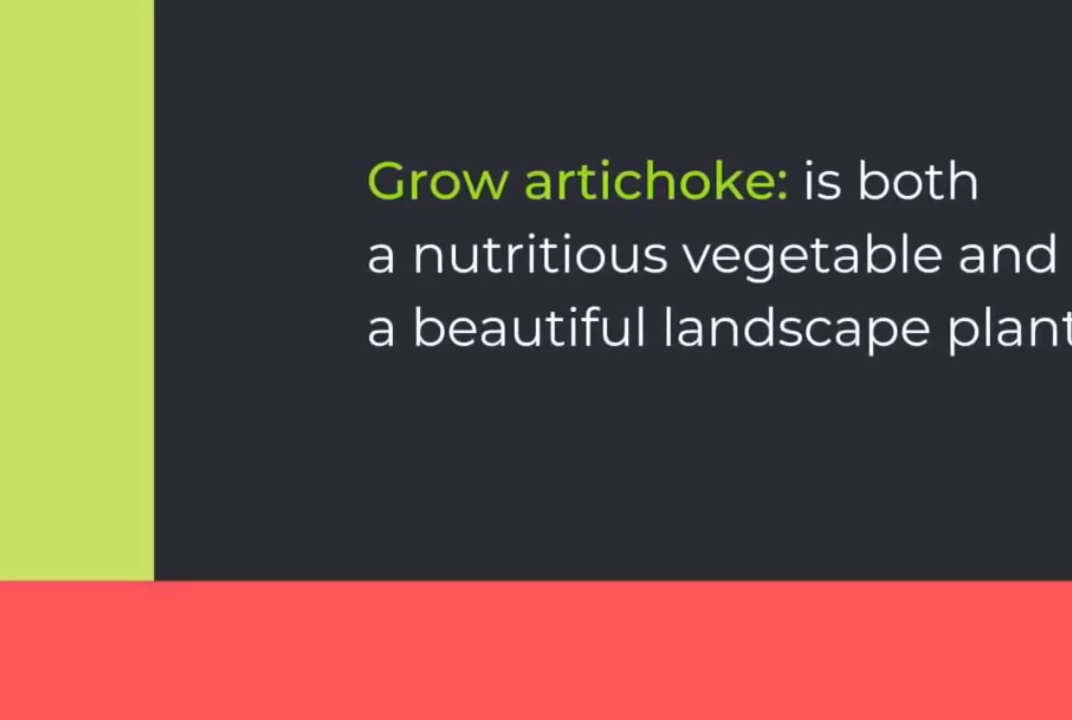 Grow artichoke: is both
a nutritious vegetable and
a beautiful landscape plant